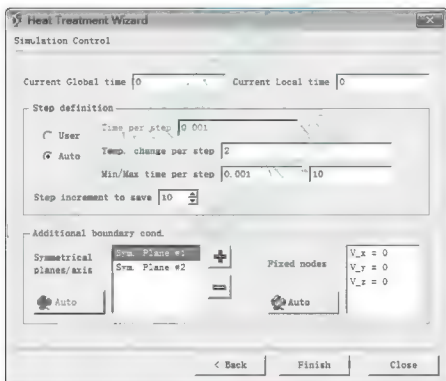 Heat Treatment Wizard
Simulation Control
Current Global time 0 Current Local time 0
Step definition
User
Time per step 0.001
Auto
Temp. change per step 2
Min/Max time per step 0.001 10
Step increment to save 10
Additional boundary cond.
Symmetrical planes/axis
Sym. Plane #1
Sym. Plane #2
Auto
Fixed nodes
V_x = 0
V_y = 0
V_z = 0
Auto
< Back Finish Close